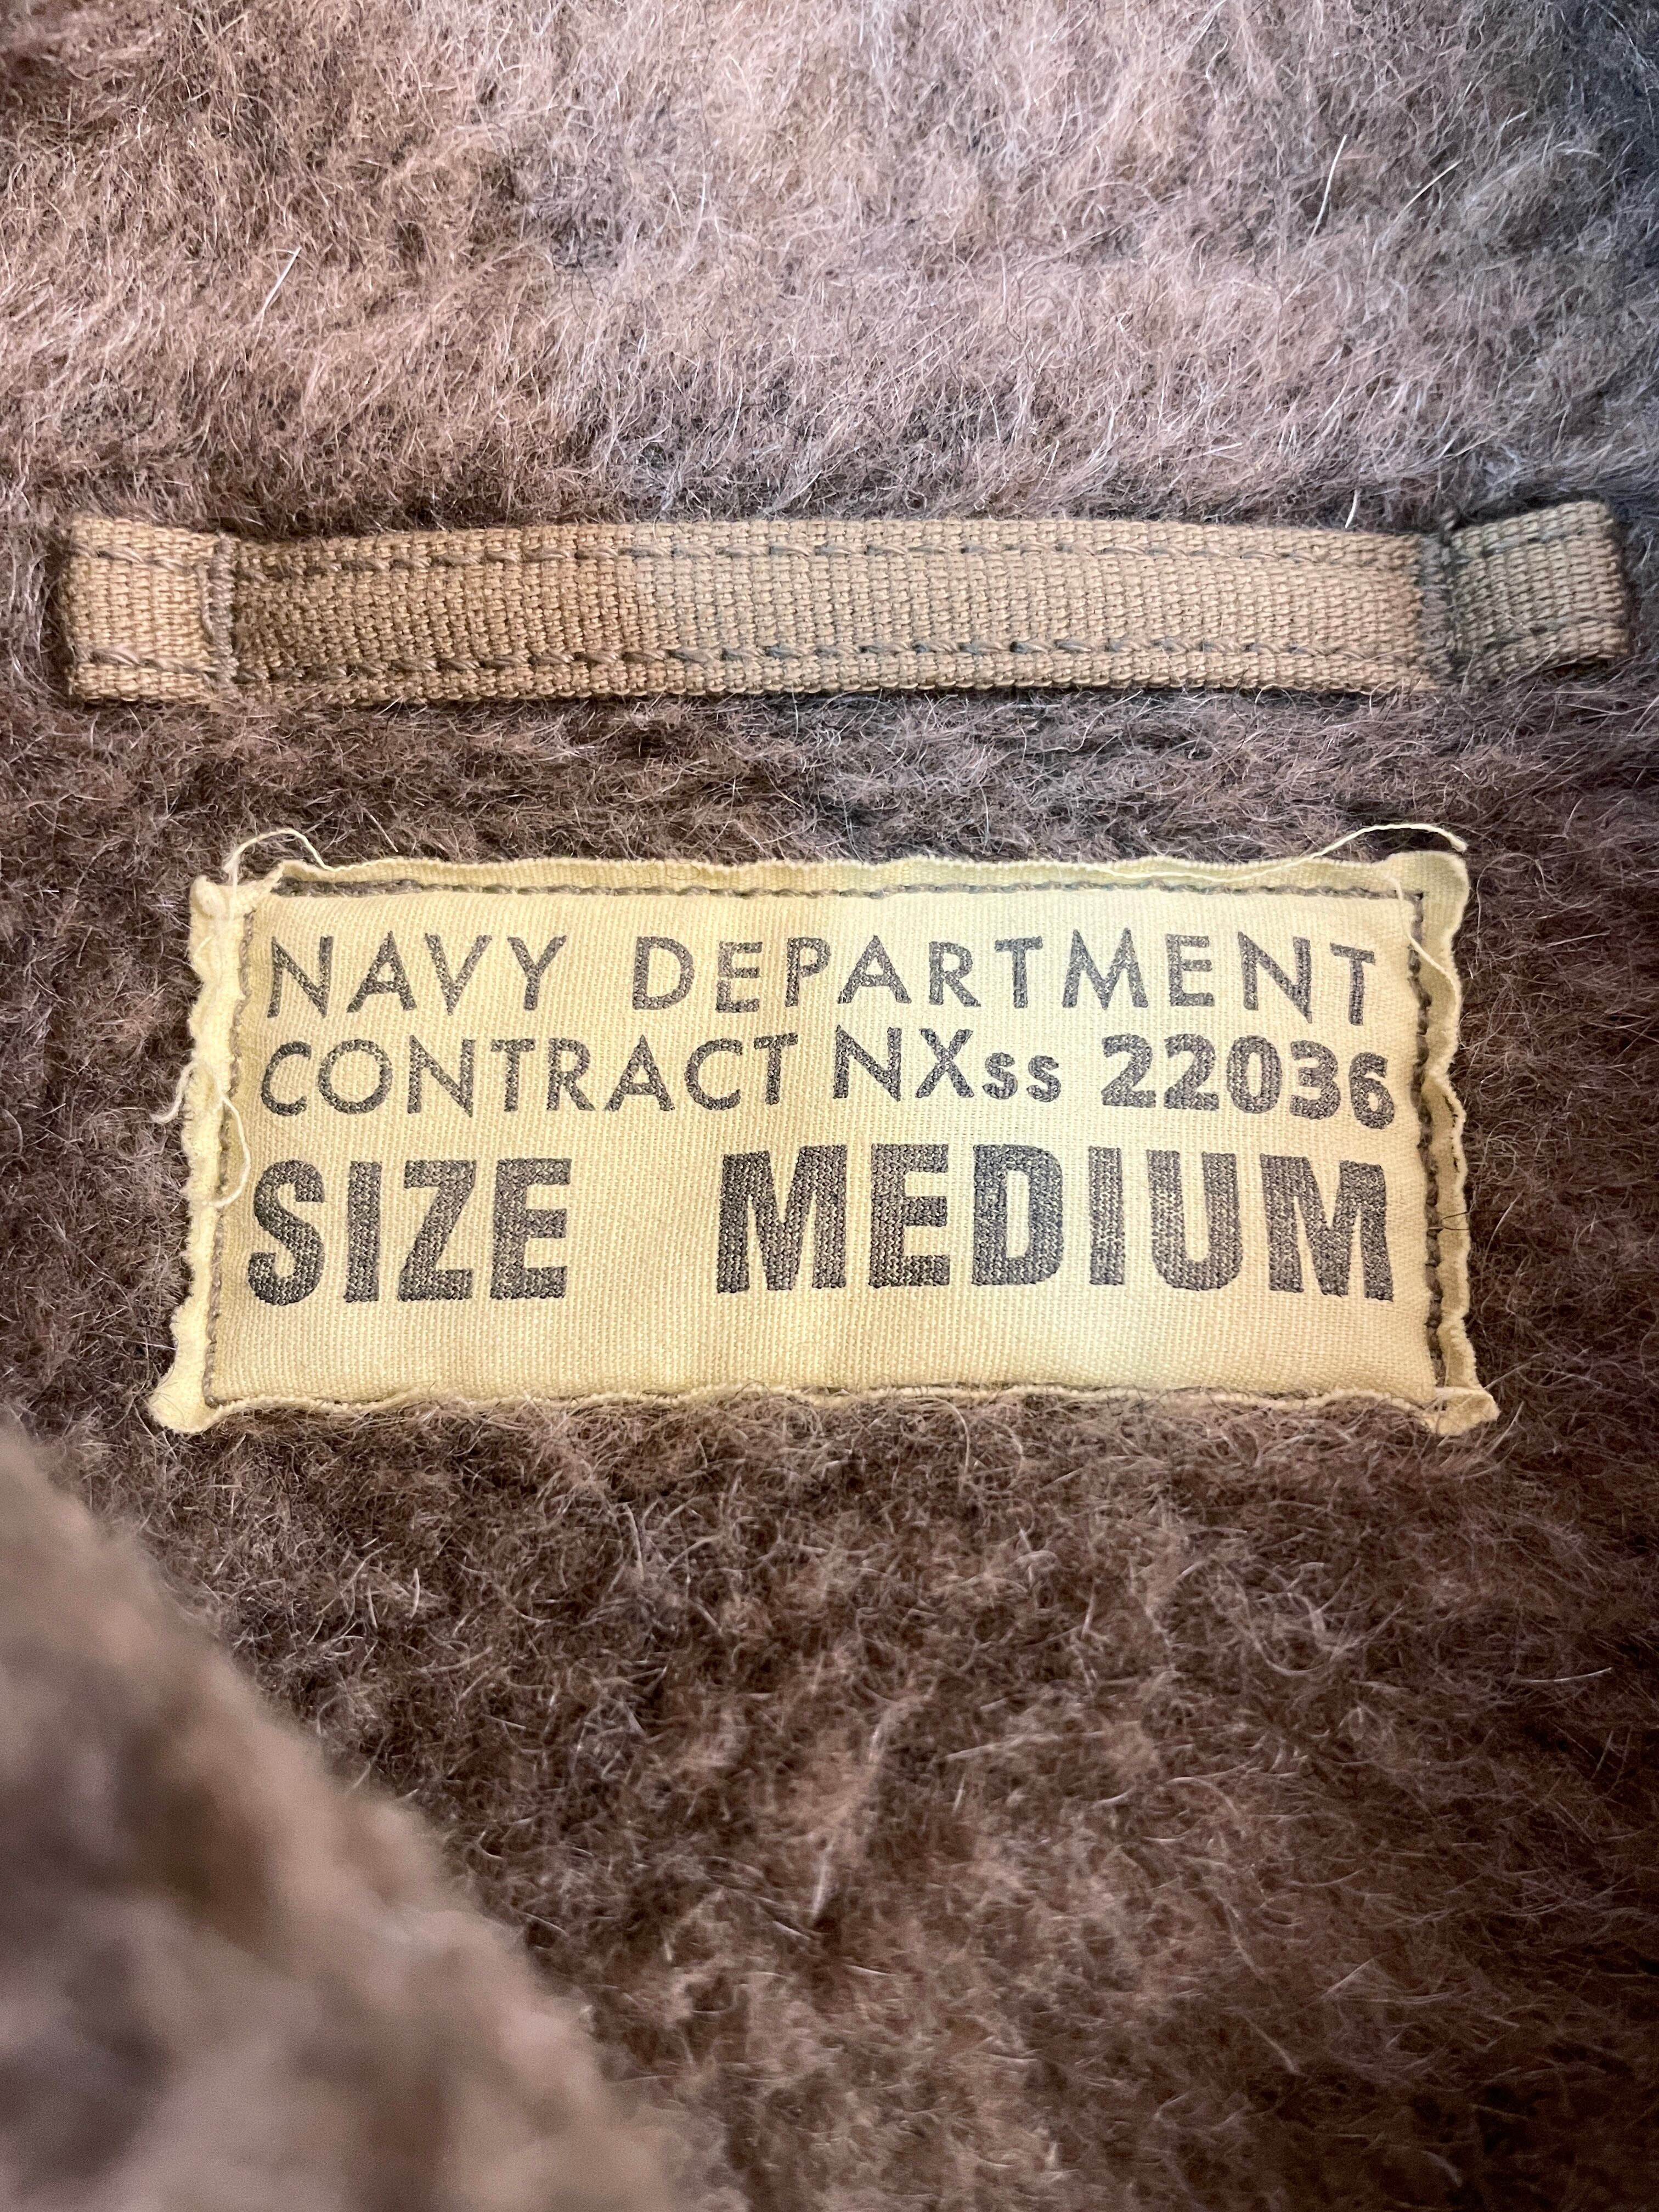 NAVY DEPARTMENT
CONTRACT NXss 22036
SIZE MEDIUM